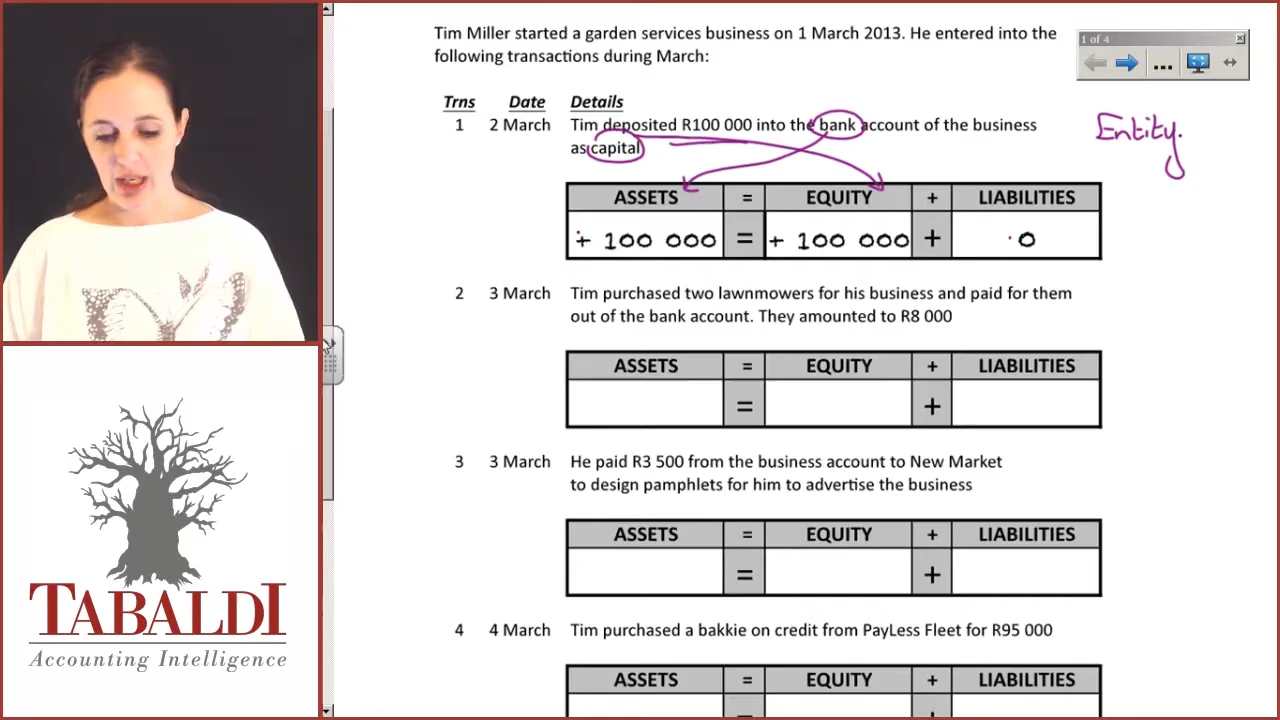 Tim Miller started a garden services business on 1 March 2013. He entered into the
following transactions during March:
1 of 4
Trns Date Details
1 2 March Tim deposited R100 000 into the bank account of the business
as capital
Entity.
ASSETS = EQUITY + LIABILITIES
+ 100 000 = + 100 000 + 0
2 3 March Tim purchased two lawnmowers for his business and paid for them
out of the bank account. They amounted to R8 000
ASSETS = EQUITY + LIABILITIES
= +
3 3 March He paid R3 500 from the business account to New Market
to design pamphlets for him to advertise the business
ASSETS = EQUITY + LIABILITIES
= +
4 4 March Tim purchased a bakkie on credit from PayLess Fleet for R95 000
ASSETS = EQUITY + LIABILITIES
TABALDI
Accounting Intelligence